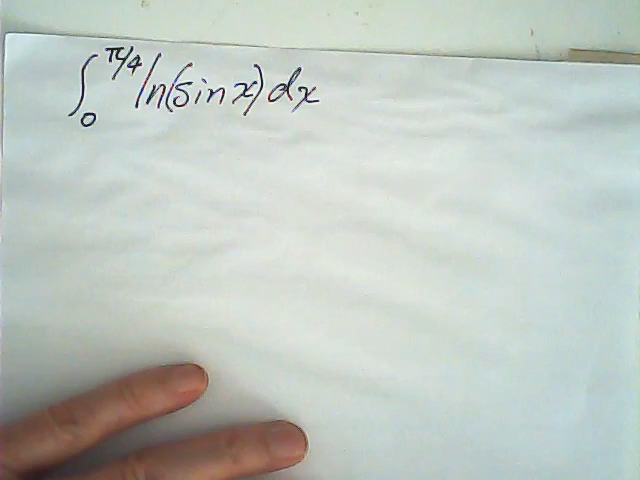 ∫₀^π/4 ln(sin x) dx